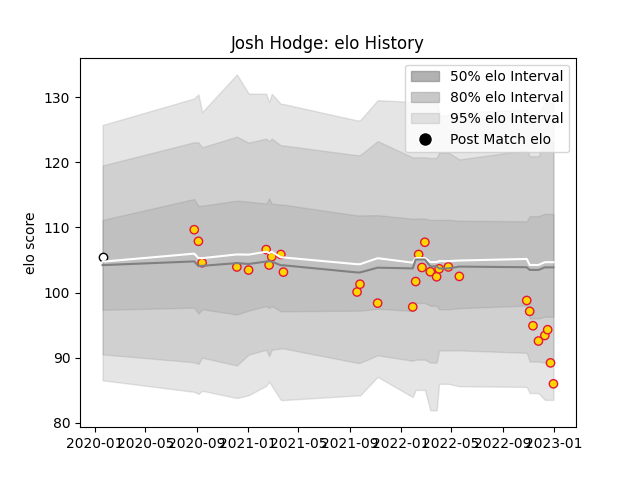 Josh Hodge: elo History
50% elo Interval
80% elo Interval
95% elo Interval
Post Match elo
elo score
130
120
110
100
90
80
2020-01 2020-05 2020-09 2021-01 2021-05 2021-09 2022-01 2022-05 2022-09 2023-01